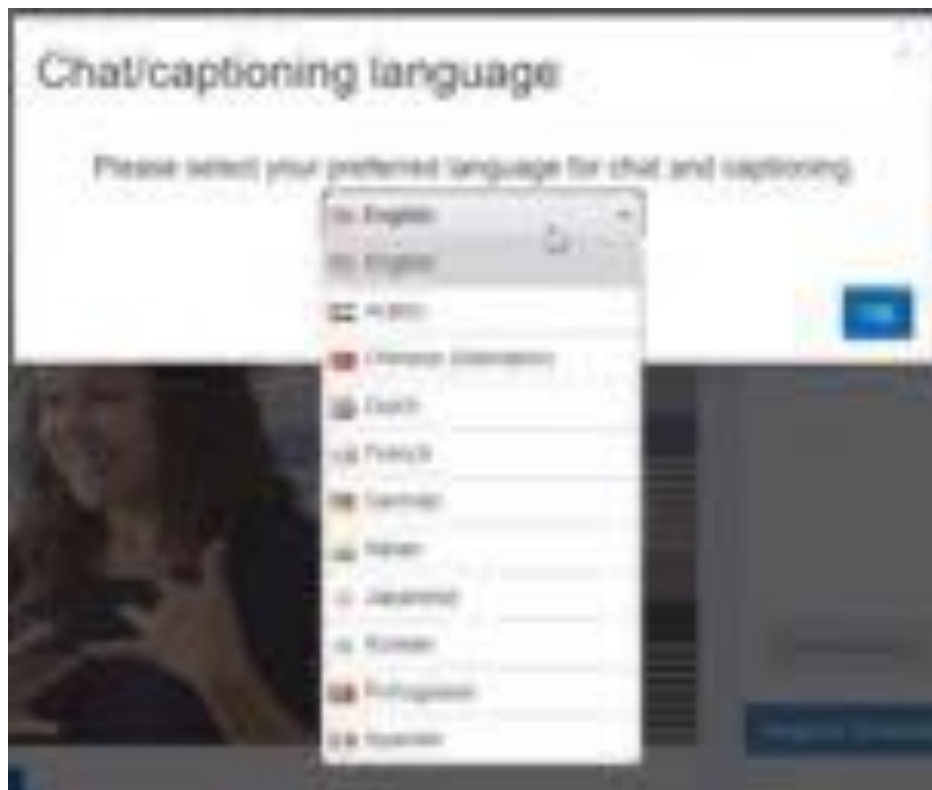 Chat/captioning language
Please select your preferred language for chat and captioning.
English
English
Arabic
Chinese
Dutch
French
German
Italian
Japanese
Korean
Portuguese
Spanish